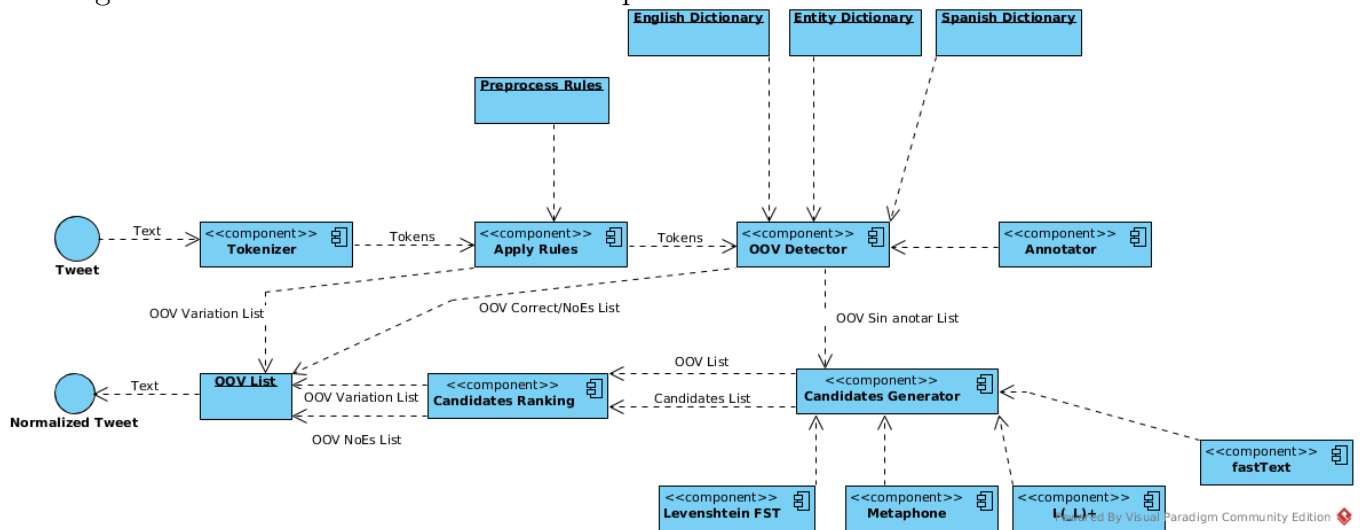 English Dictionary
Entity Dictionary
Spanish Dictionary
Preprocess Rules
Text
<<component>>
Tokenizer
Tokens
<<component>>
Apply Rules
Tokens
<<component>>
OOV Detector
<<component>>
Annotator
Tweet
OOV Variation List
OOV Correct/NoEs List
OOV Sin anotar List
Text
OOV List
OOV Variation List
OOV NoEs List
<<component>>
Candidates Ranking
OOV List
Candidates List
<<component>>
Candidates Generator
Normalized Tweet
<<component>>
fastText
<<component>>
Levenshtein FST
<<component>>
Metaphone
<<component>>
Powered By Visual Paradigm Community Edition